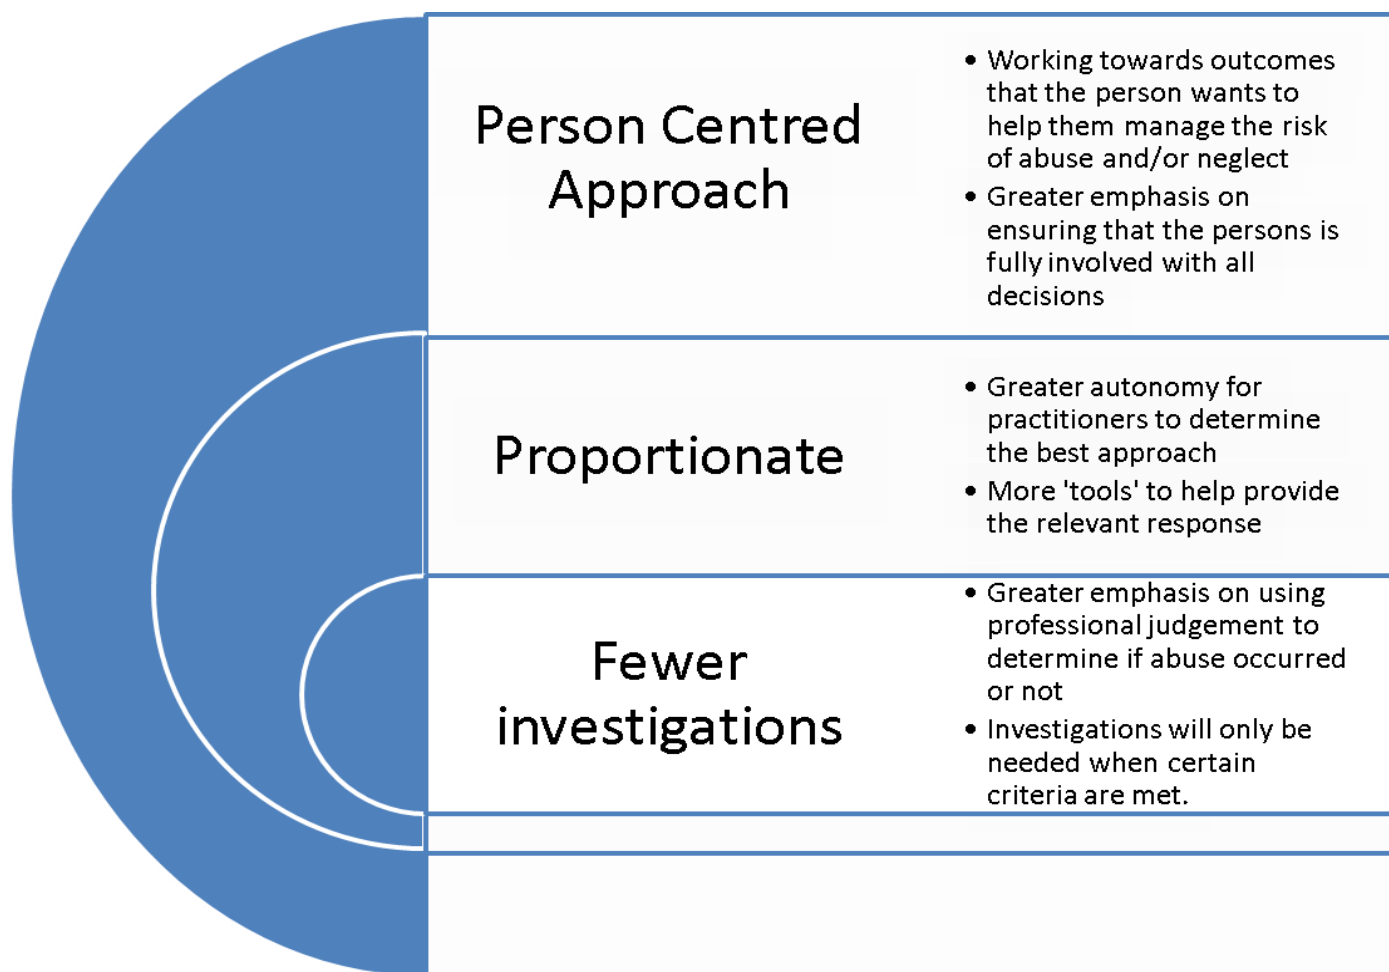 Person Centred
Approach
• Working towards outcomes
that the person wants to
help them manage the risk
of abuse and/or neglect
• Greater emphasis on
ensuring that the persons is
fully involved with all
decisions
Proportionate
• Greater autonomy for
practitioners to determine
the best approach
• More 'tools' to help provide
the relevant response
Fewer
investigations
• Greater emphasis on using
professional judgement to
determine if abuse occurred
or not
• Investigations will only be
needed when certain
criteria are met.